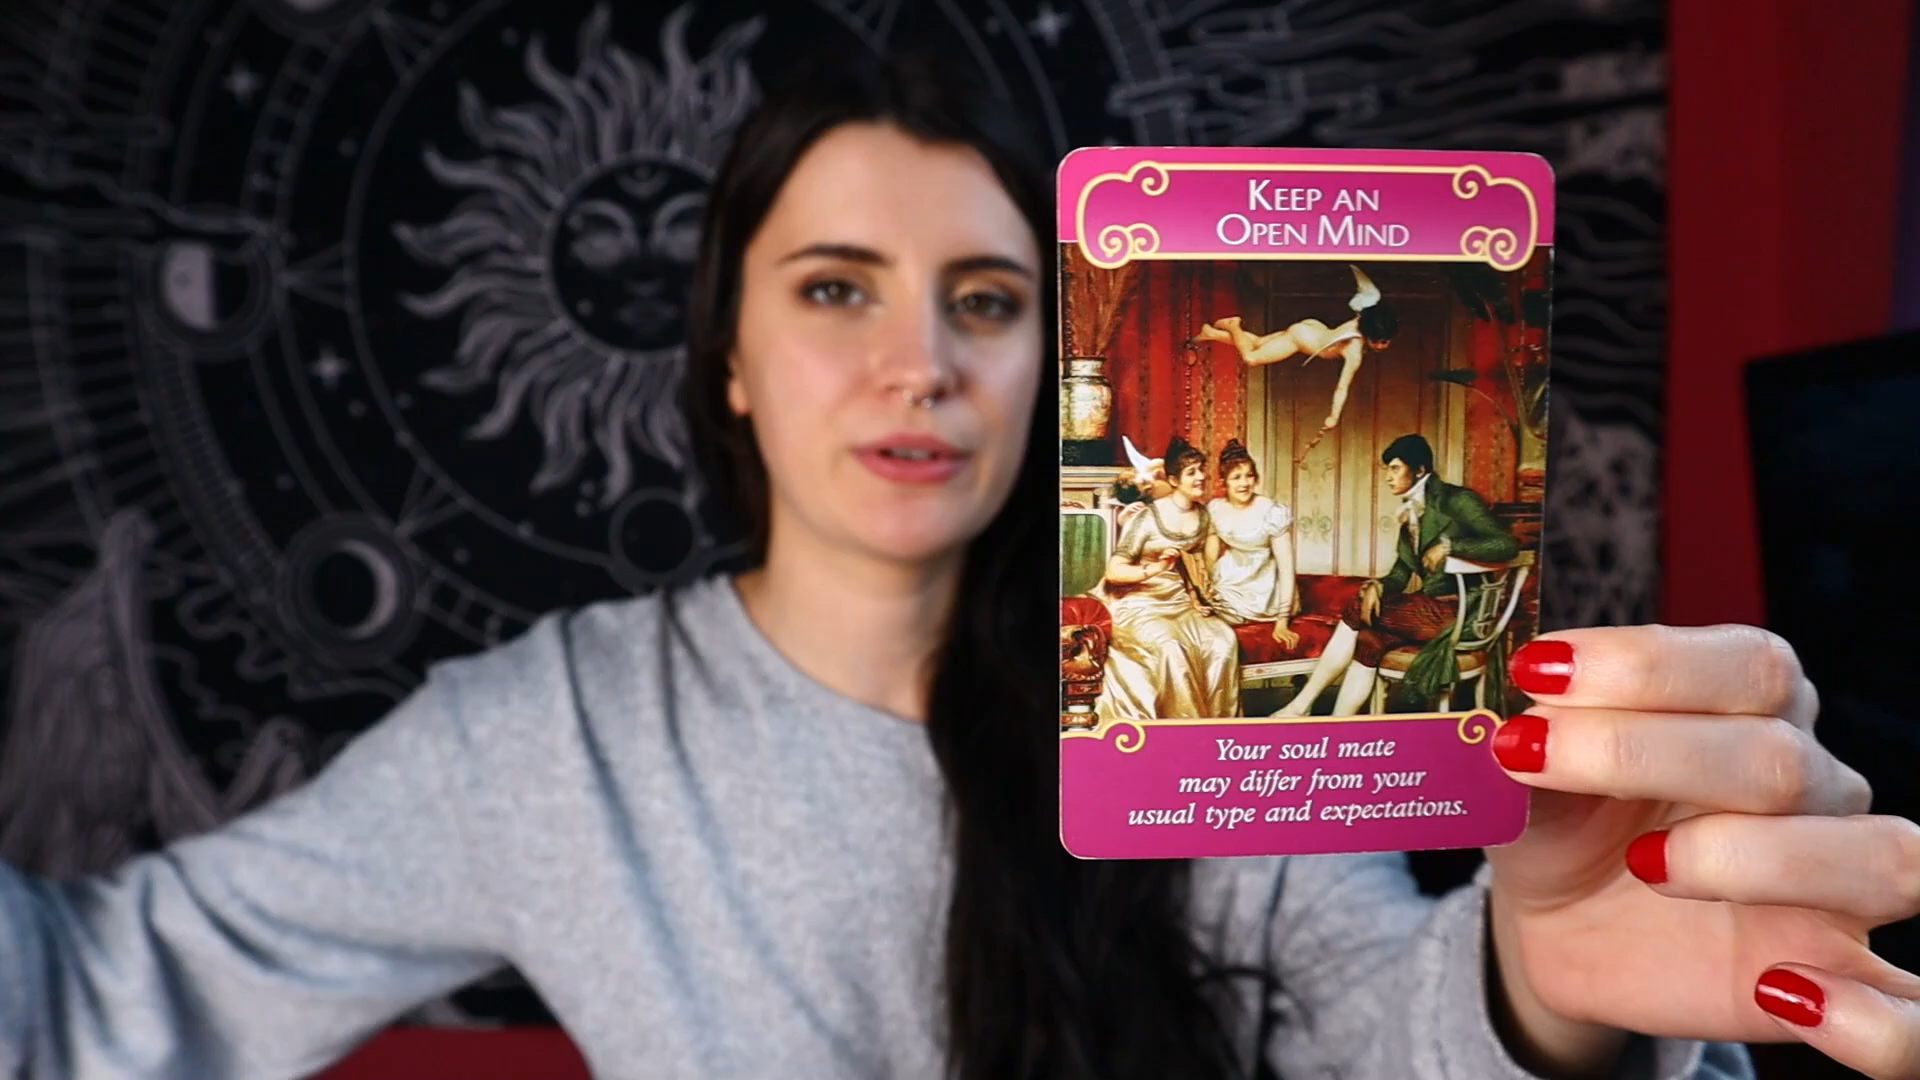 KEEP AN
OPEN MIND
Your soul mate
may differ from your
usual type and expectations.